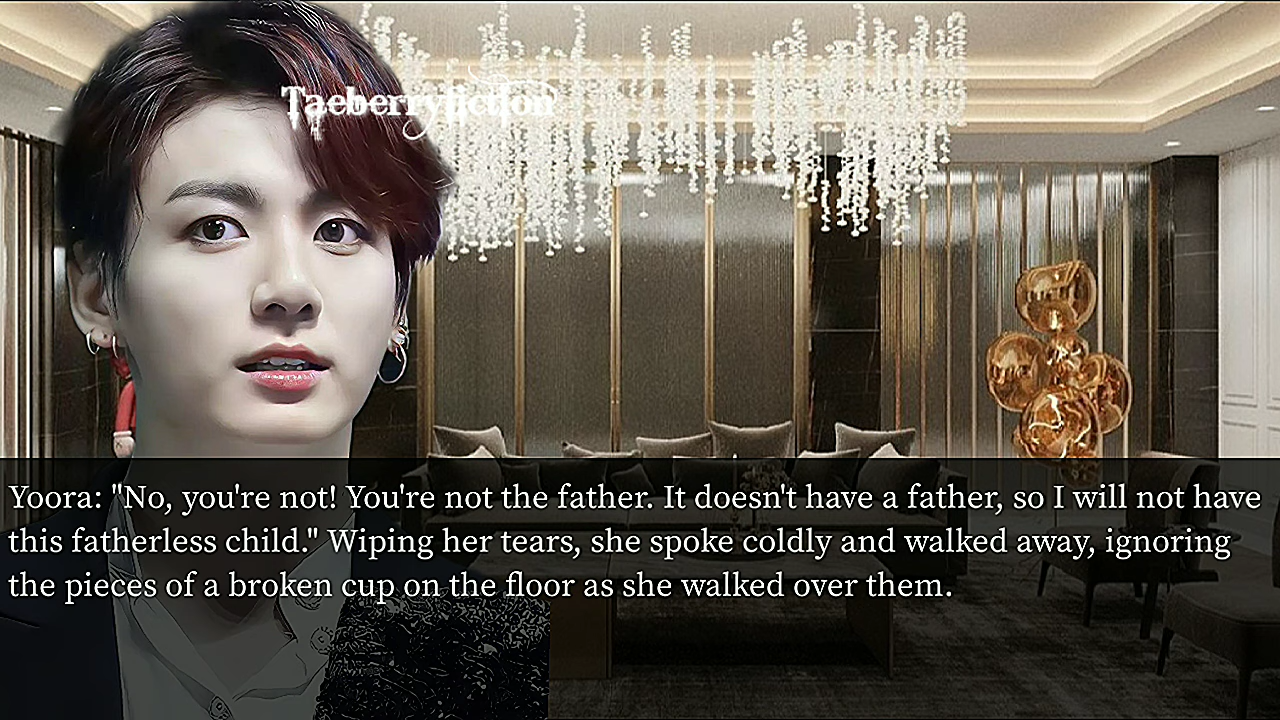 Taeberryfiction
Yoora: "No, you're not! You're not the father. It doesn't have a father, so I will not have
this fatherless child." Wiping her tears, she spoke coldly and walked away, ignoring
the pieces of a broken cup on the floor as she walked over them.